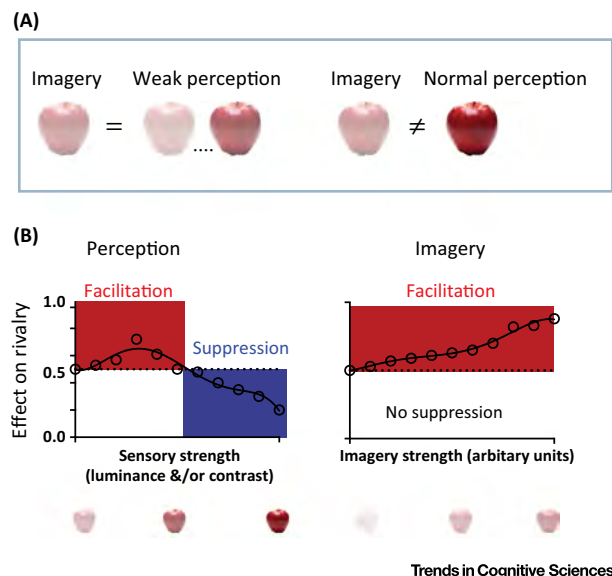 (A)
Imagery Weak perception Imagery Normal perception
= .... ≠
(B)
Perception Imagery
Facilitation Facilitation
Suppression
No suppression
Effect on rivalry
1.0
0.5
0.0
Sensory strength
(luminance &/or contrast)
Imagery strength (arbitary units)
Trends in Cognitive Sciences